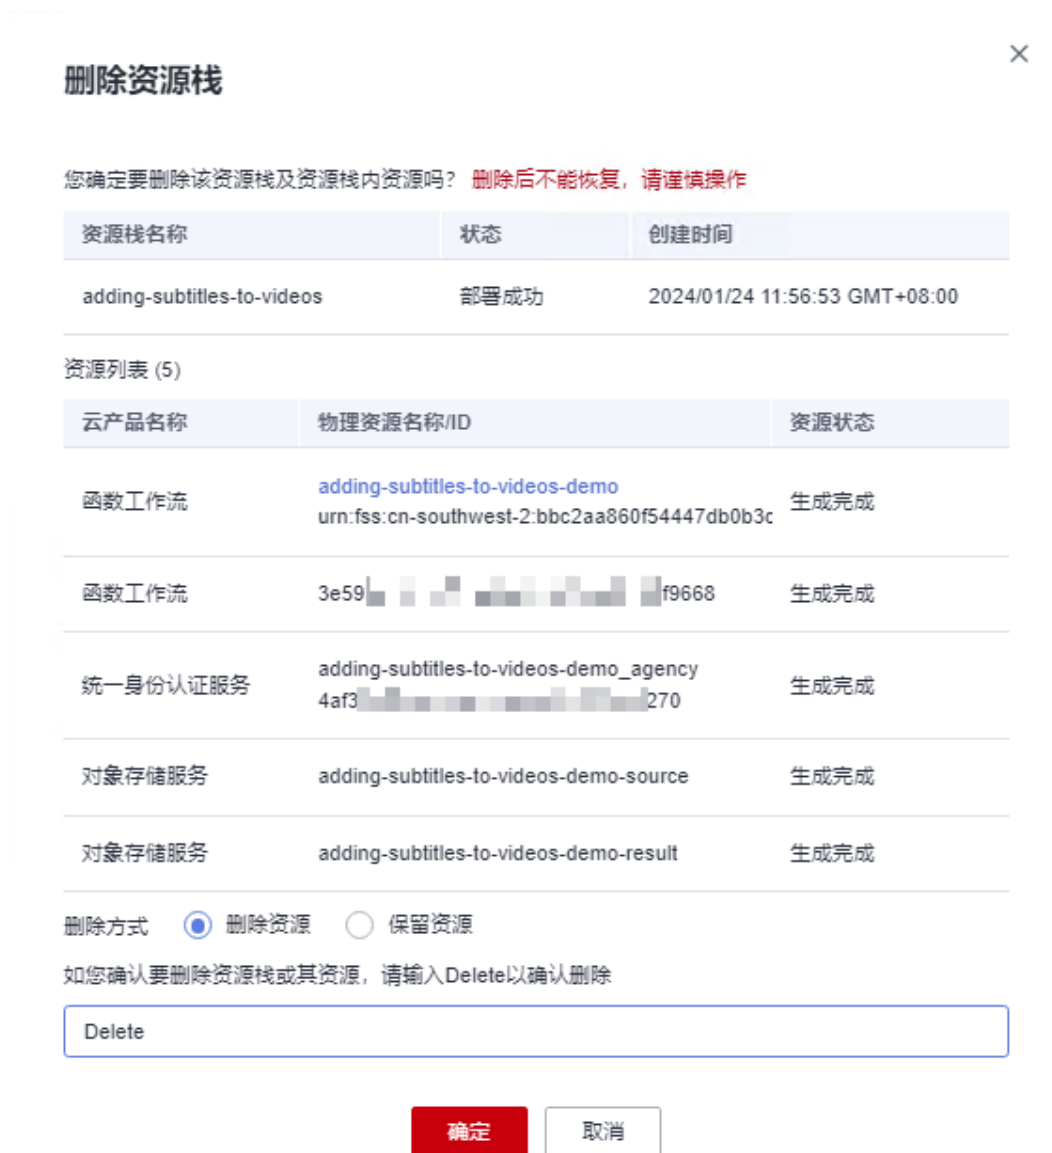 删除资源栈
您确定要删除该资源栈及资源栈内资源吗？ 删除后不能恢复，请谨慎操作
资源栈名称 状态 创建时间
adding-subtitles-to-videos 部署成功 2024/01/24 11:56:53 GMT+08:00
资源列表 (5)
云产品名称 物理资源名称/ID 资源状态
函数工作流 adding-subtitles-to-videos-demo 生成完成
urn:fss:cn-southwest-2:bbc2aa860f54447db0b3c
函数工作流 3e59 f9668 生成完成
统一身份认证服务 adding-subtitles-to-videos-demo_agency 生成完成
4af3 270
对象存储服务 adding-subtitles-to-videos-demo-source 生成完成
对象存储服务 adding-subtitles-to-videos-demo-result 生成完成
删除方式 删除资源 保留资源
如您确认要删除资源栈或其资源，请输入Delete以确认删除
Delete
确定 取消